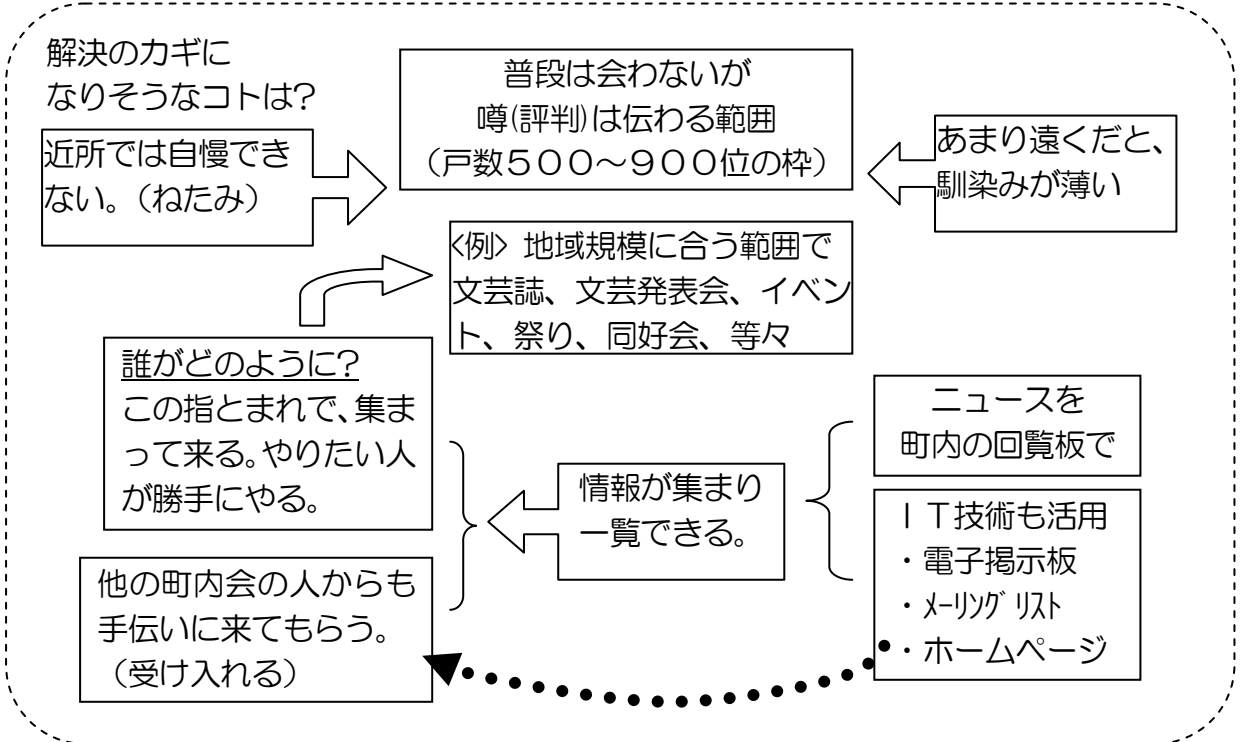 解決のカギに
なりそうなコトは?
普段は会わないが
噂(評判)は伝わる範囲
(戸数500~900位の枠)
近所では自慢でき
ない。(ねたみ)
あまり遠くだと、
馴染みが薄い
<例> 地域規模に合う範囲で
文芸誌、文芸発表会、イベン
ト、祭り、同好会、等々
誰がどのように?
この指とまれで、集ま
って来る。やりたい人
が勝手にやる。
他の町内会の人からも
手伝いに来てもらう。
(受け入れる)
情報が集まり
一覧できる。
ニュースを
町内の回覧板で
IT技術も活用
・電子掲示板
・メーリングリスト
・ホームページ